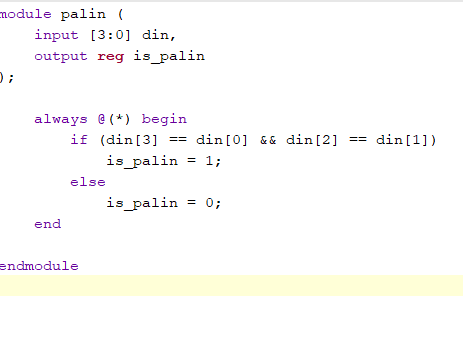 module palin (
    input [3:0] din,
    output reg is_palin
);
    always @(*) begin
        if (din[3] == din[0] && din[2] == din[1])
            is_palin = 1;
        else
            is_palin = 0;
    end
endmodule